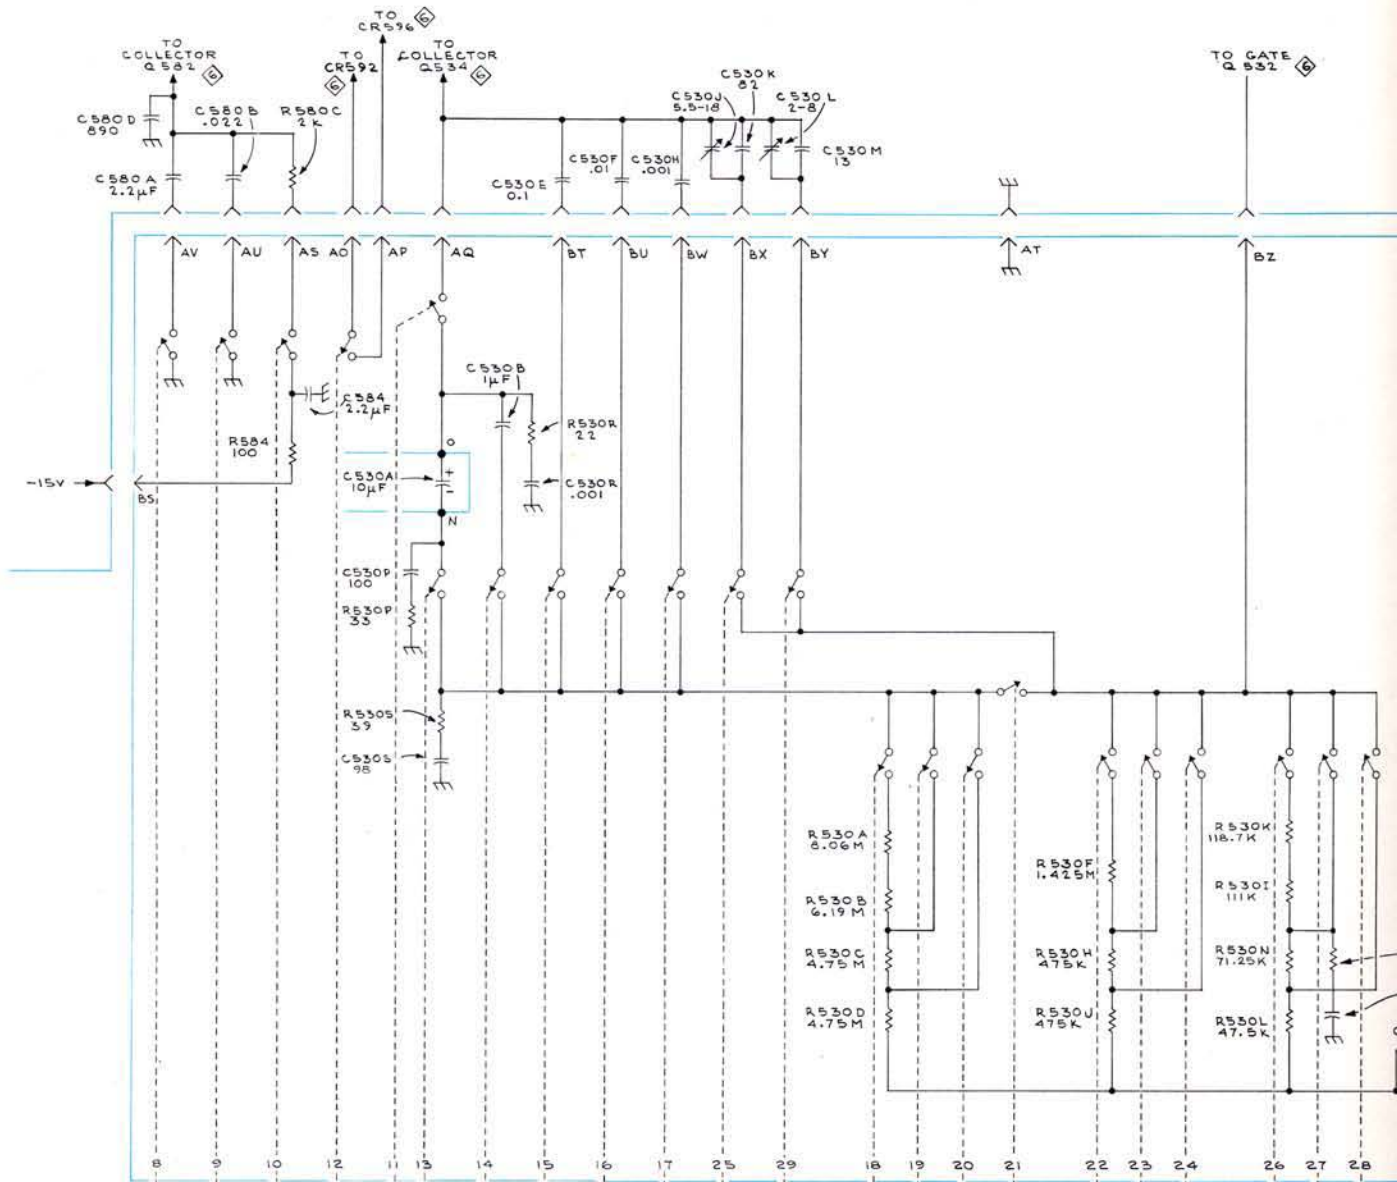 TO
COLLECTOR
Q582 6
TO
CR592
6
TO
CR596 6
TO
COLLECTOR
Q534 6
TO GATE
Q532 6
C580D
890
C580B
.022
R580C
2K
C580A
2.2µF
C530J
5.5-18
C530K
82
C530L
2-8
C530E
0.1
C530F
.01
C530H
.001
C530M
13
AV
AU
AS
AO
AP
AQ
BT
BU
BW
BX
BY
AT
BZ
C584
2.2µF
R584
100
C530B
1µF
R530R
22
C530R
.001
O
C530A
10µF
+
-
N
-15V
BS
C530P
100
R530P
33
R530S
39
C530S
98
R530A
8.06M
R530B
6.19M
R530C
4.75M
R530D
4.75M
R530F
1.425M
R530H
475K
R530J
475K
R530K
118.7K
R530I
111K
R530N
71.25K
R530L
47.5K
8
9
10
12
11
13
14
15
16
17
25
29
18
19
20
21
22
23
24
26
27
28